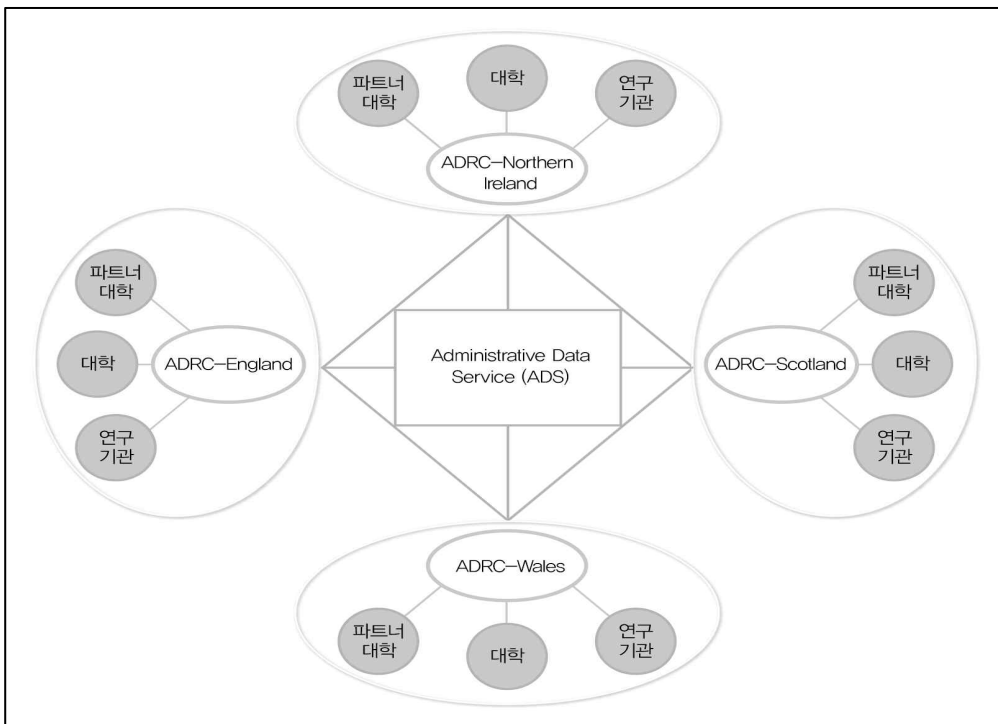 파트너
대학
대학
연구
기관
ADRC-Northern
Ireland
파트너
대학
대학
연구
기관
ADRC-England
Administrative Data
Service (ADS)
ADRC-Scotland
파트너
대학
대학
연구
기관
ADRC-Wales
파트너
대학
대학
연구
기관